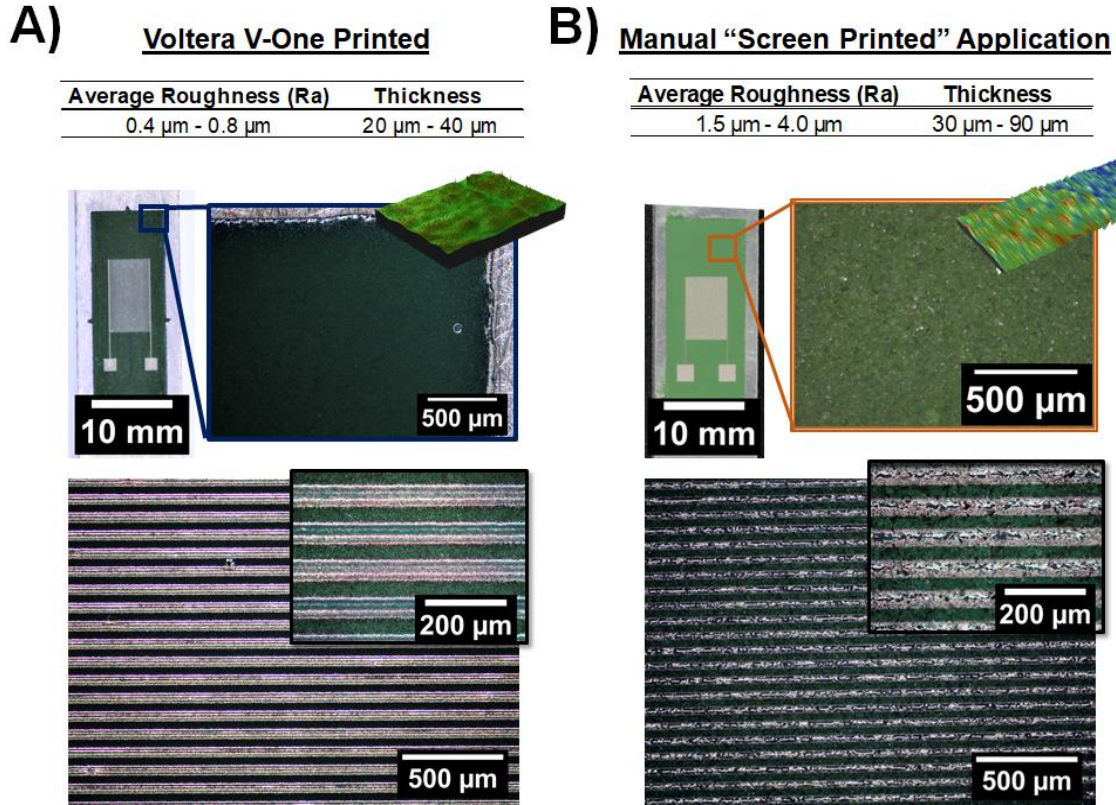 A) Voltera V-One Printed
Average Roughness (Ra) Thickness
0.4 µm - 0.8 µm 20 µm - 40 µm
10 mm
500 µm
200 µm
500 µm
B) Manual “Screen Printed” Application
Average Roughness (Ra) Thickness
1.5 µm - 4.0 µm 30 µm - 90 µm
10 mm
500 µm
200 µm
500 µm